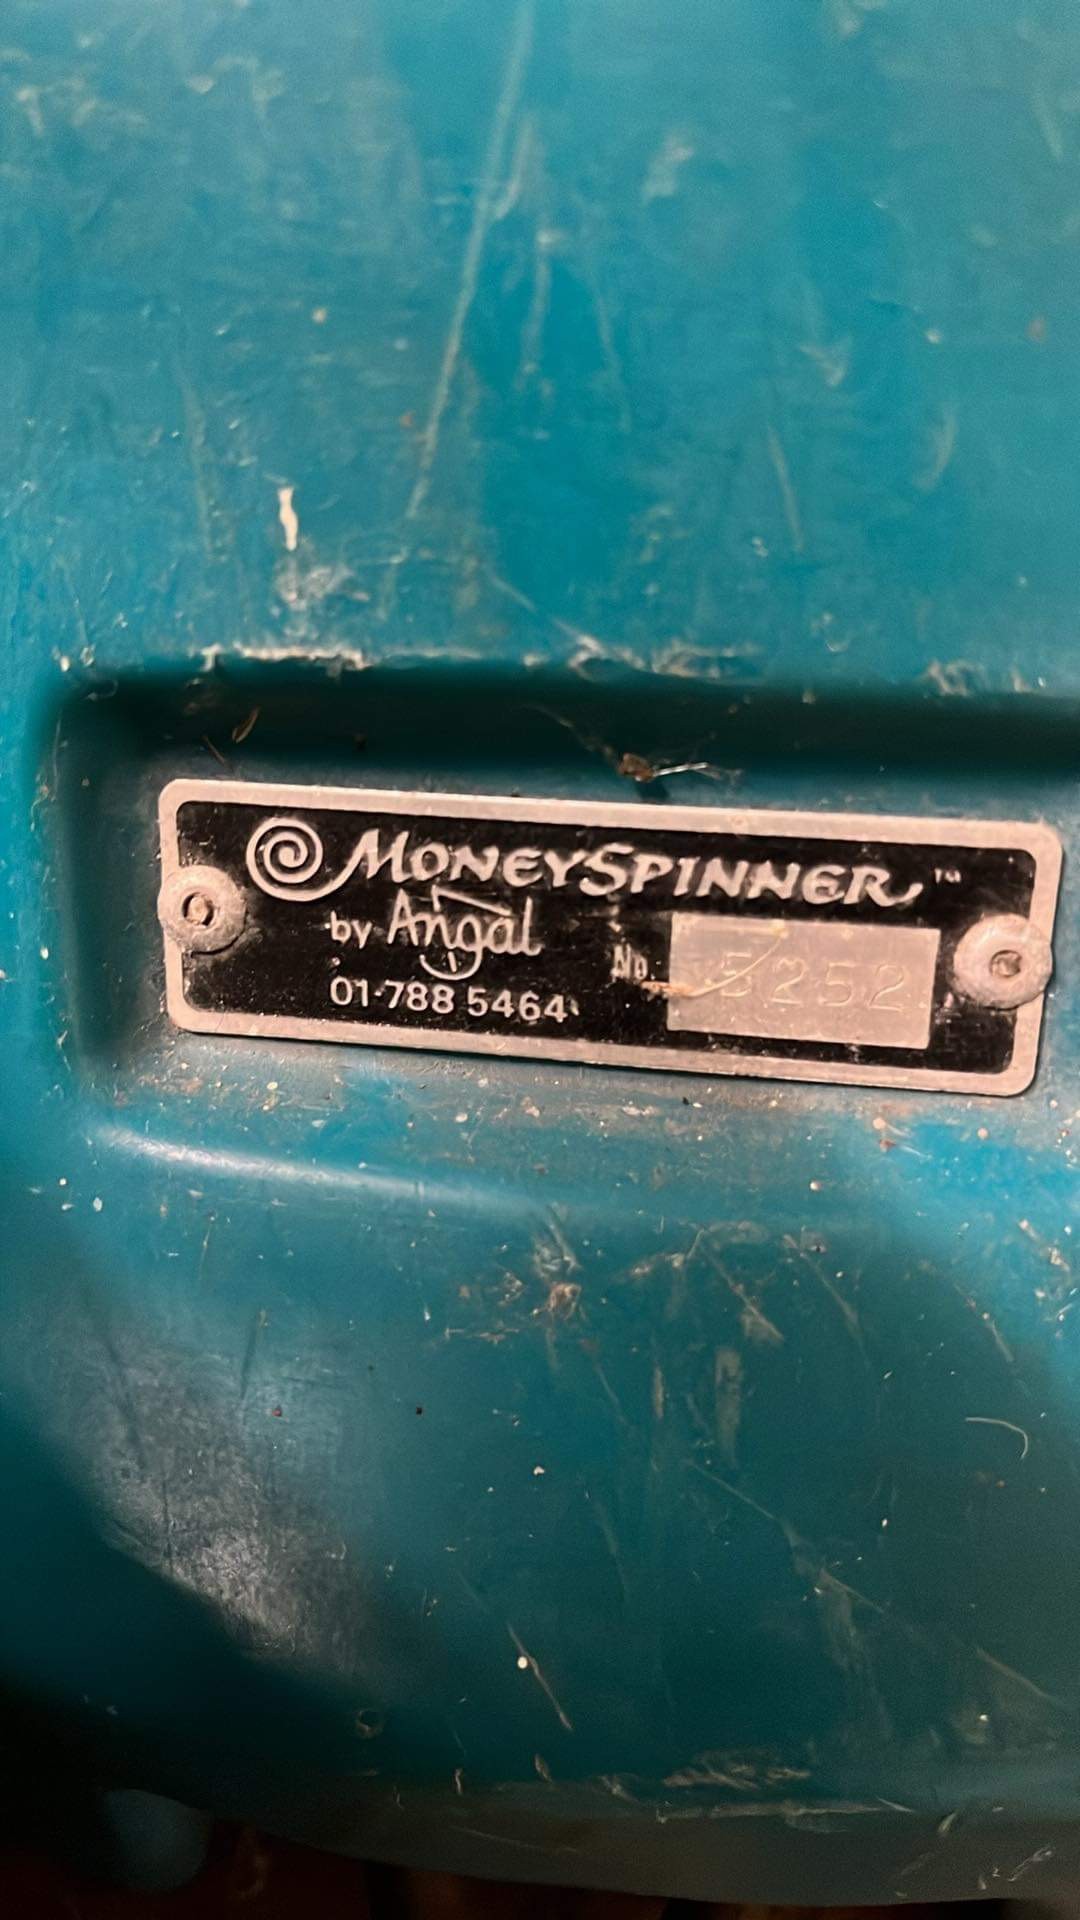 MONEYSPINNER™
by Angal
01-788 5464
No. 5252